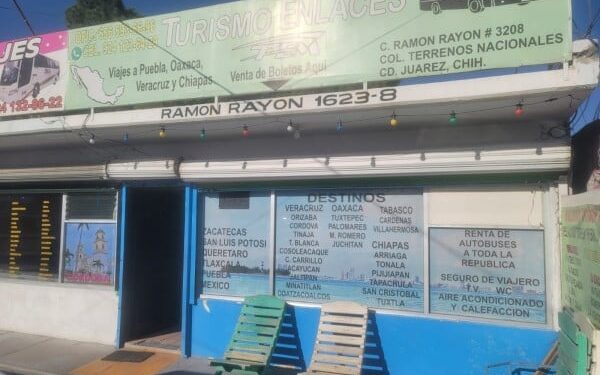 JES
TURISMO ENLACES
Viajes a Puebla, Oaxaca,
Veracruz y Chiapas
Venta de Boletos Aqui
C. RAMON RAYON # 3208
COL. TERRENOS NACIONALES
CD. JUAREZ, CHIH.
RAMON RAYON 1623-8
DESTINOS
ZACATECAS
SAN LUIS POTOSI
QUERETARO
TLAXCALA
PUEBLA
MEXICO
VERACRUZ
ORIZABA
CORDOVA
TINAJA
T. BLANCA
COSOLEACAQUE
C. CARRILLO
ACAYUCAN
JALTIPAN
MINATITLAN
COATZACOALCOS
OAXACA
TUXTEPEC
PALOMARES
M. ROMERO
JUCHITAN
TABASCO
CARDENAS
VILLAHERMOSA
CHIAPAS
ARRIAGA
TONALA
PIJIJIAPAN
TAPACHULA
SAN CRISTOBAL
TUXTLA
RENTA DE
AUTOBUSES
A TODA LA
REPUBLICA
SEGURO DE VIAJERO
T.V WC
AIRE ACONDICIONADO
Y CALEFACCION